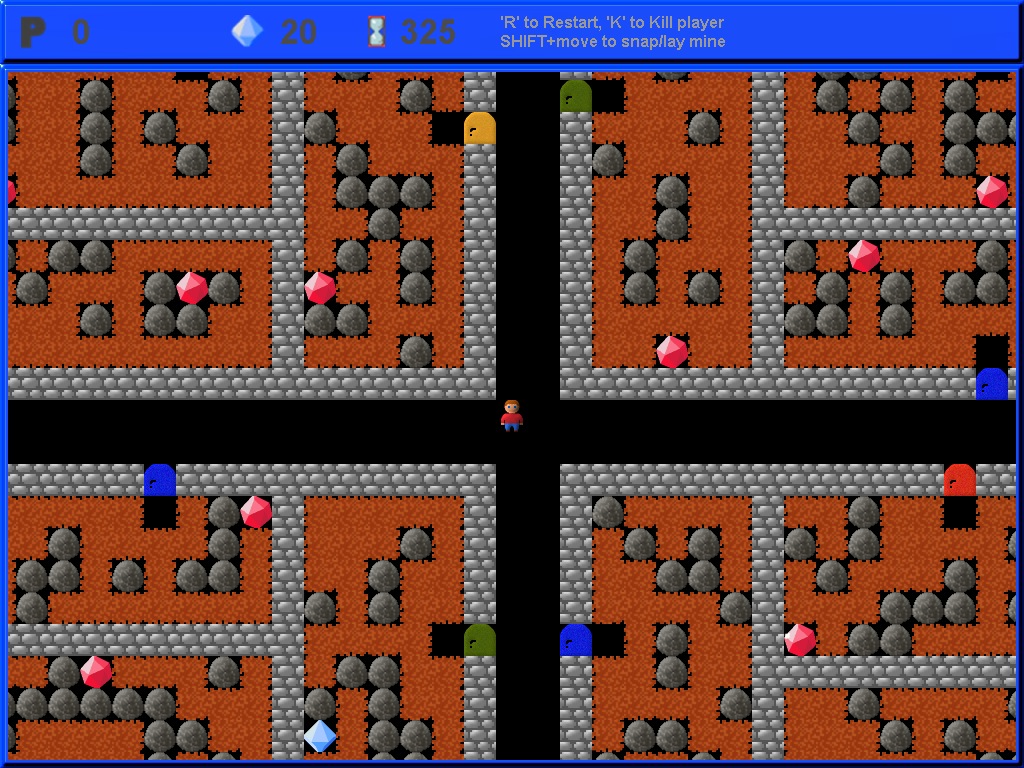 P 0 20 325
'R' to Restart, 'K' to Kill player
SHIFT+move to snap/lay mine